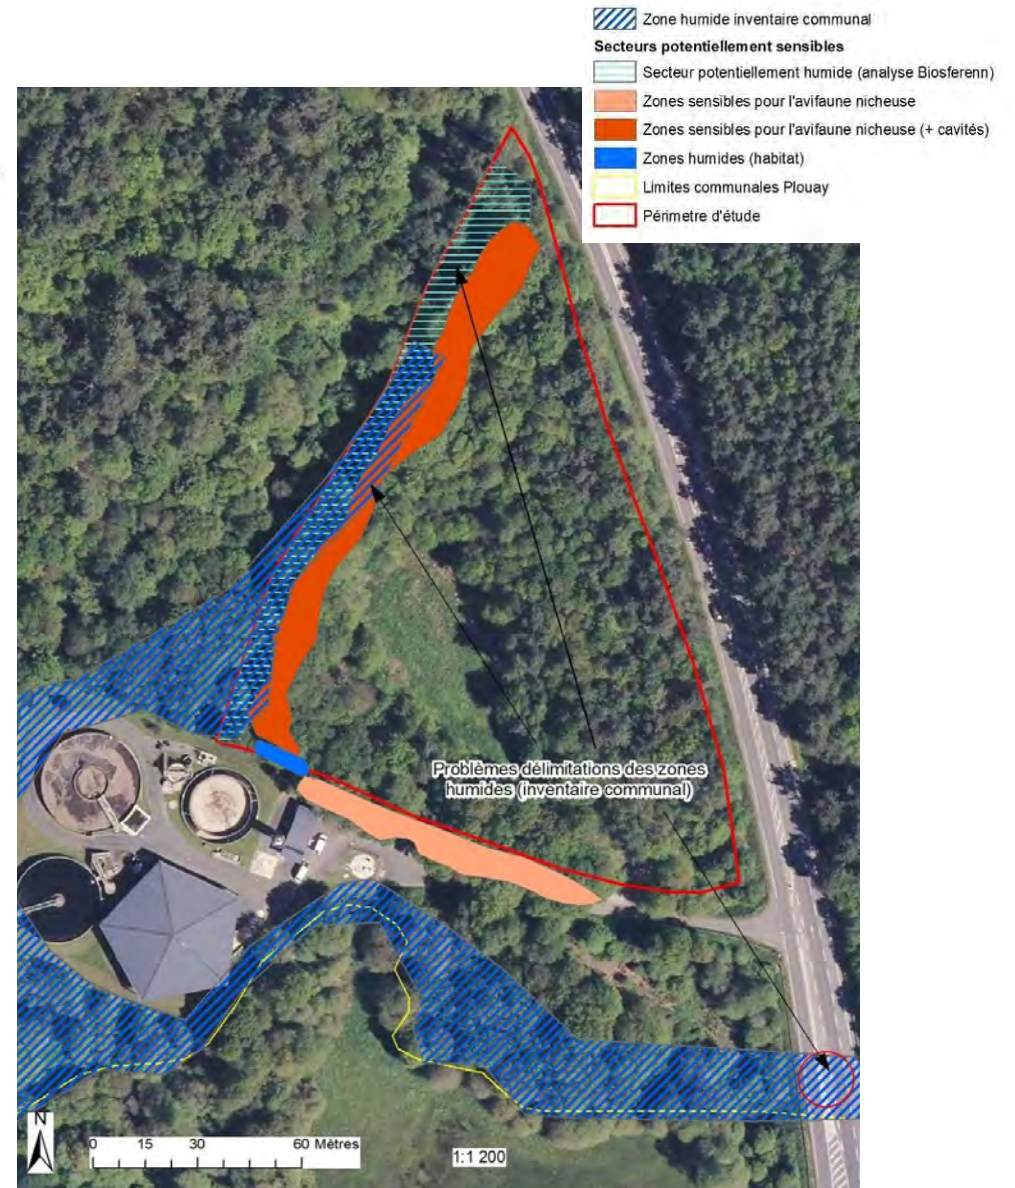 Zone humide inventaire communal
Secteurs potentiellement sensibles
Secteur potentiellement humide (analyse Biosferenn)
Zones sensibles pour l'avifaune nicheuse
Zones sensibles pour l'avifaune nicheuse (+ cavités)
Zones humides (habitat)
Limites communales Plouay
Périmetre d'étude
Problèmes délimitations des zones
humides (inventaire communal)
N
0 15 30 60 Mètres
1:1 200